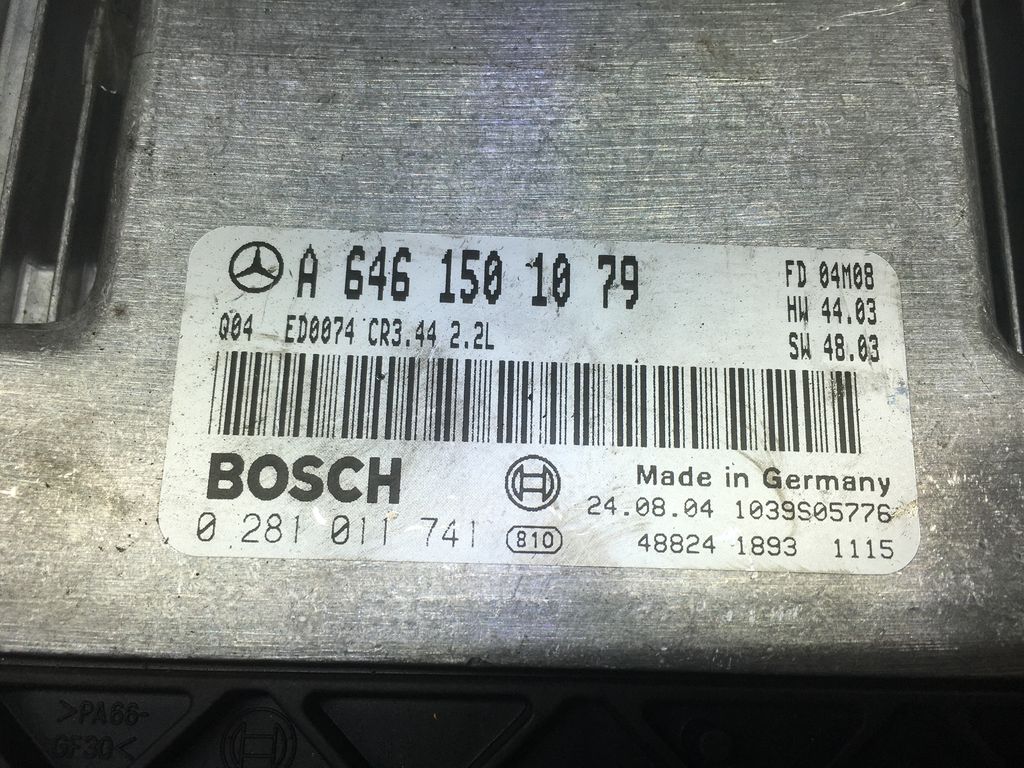 A 646 150 10 79
FD 04M08
HW 44.03
Q04 ED0074 CR3.44 2.2L
SW 48.03
BOSCH
Made in Germany
24.08.04 1039S05776
0 281 011 741
810
48824 1893 1115
>PA66-
GF30<